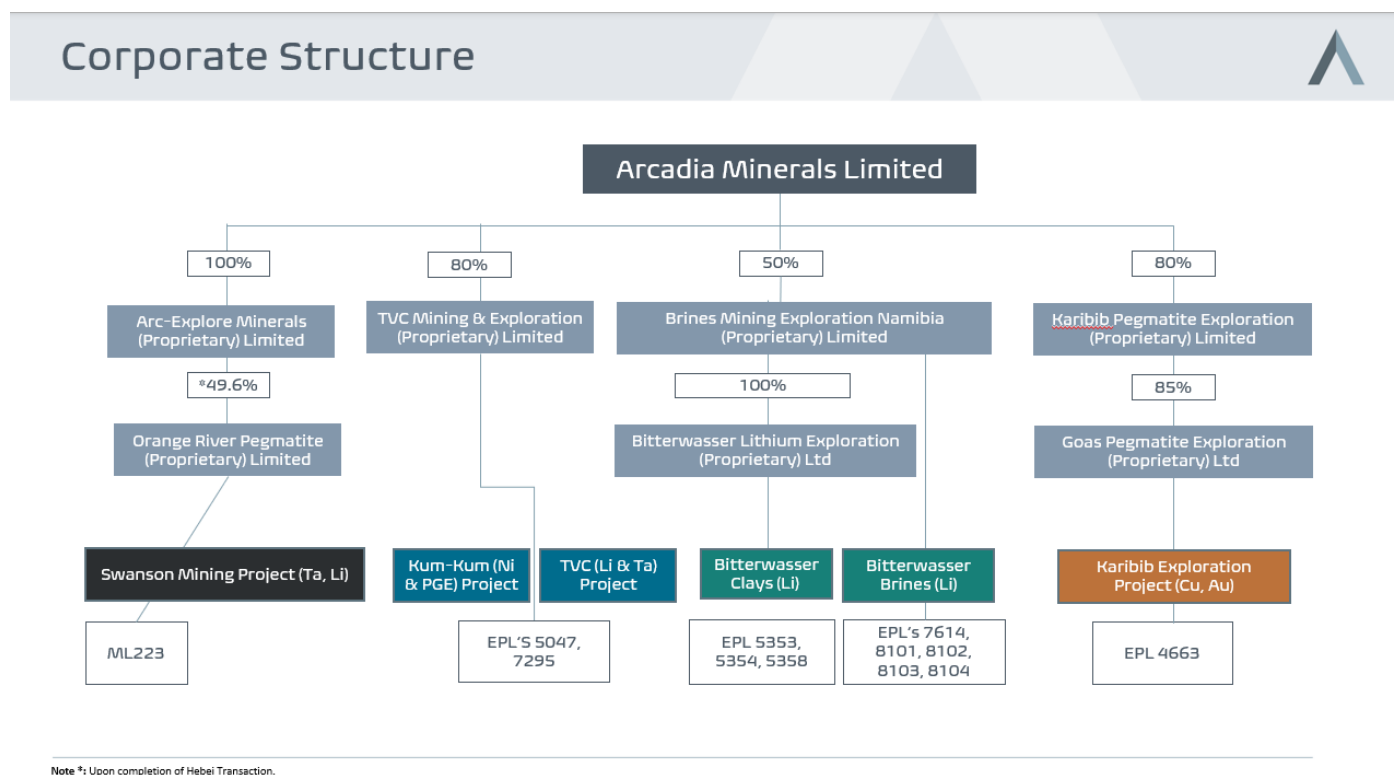 Corporate Structure
Arcadia Minerals Limited
100%
80%
50%
80%
Arc-Explore Minerals
(Proprietary) Limited
TVC Mining & Exploration
(Proprietary) Limited
Brines Mining Exploration Namibia
(Proprietary) Limited
Karibib Pegmatite Exploration
(Proprietary) Limited
*49.6%
100%
85%
Orange River Pegmatite
(Proprietary) Limited
Bitterwasser Lithium Exploration
(Proprietary) Ltd
Goas Pegmatite Exploration
(Proprietary) Ltd
Swanson Mining Project (Ta, Li)
Kum-Kum (Ni
& PGE) Project
TVC (Li & Ta)
Project
Bitterwasser
Clays (Li)
Bitterwasser
Brines (Li)
Karibib Exploration
Project (Cu, Au)
ML223
EPL'S 5047,
7295
EPL 5353,
5354, 5358
EPL's 7614,
8101, 8102,
8103, 8104
EPL 4663
Note *: Upon completion of Hebei Transaction.